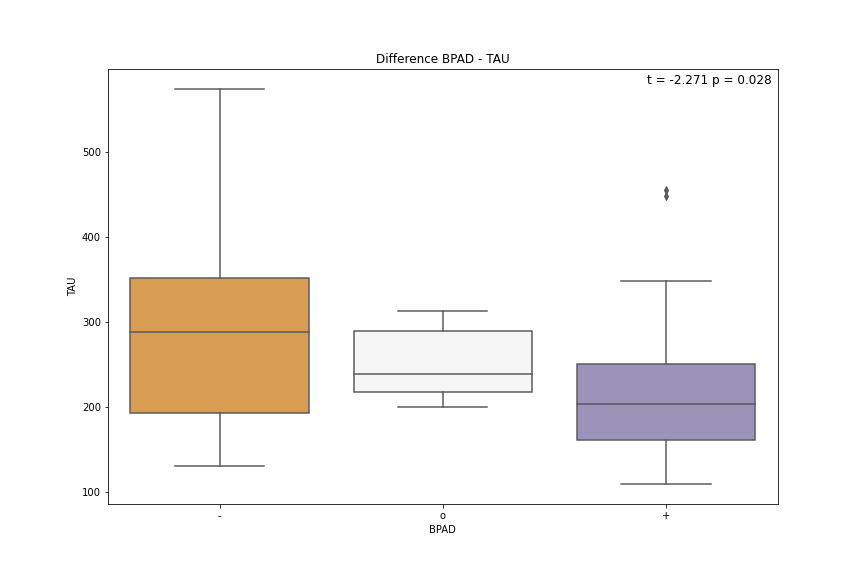 Difference BPAD - TAU
t = -2.271 p = 0.028
500
400
300
200
100
TAU
-
o
+
BPAD